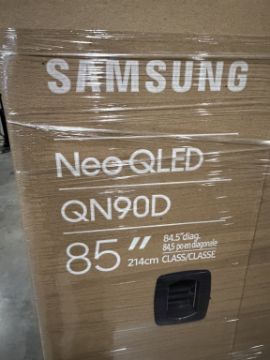 SAMSUNG
Neo QLED
QN90D
85" 84.5"diag.
84,5 po en diagonale
214cm CLASS/CLASSE